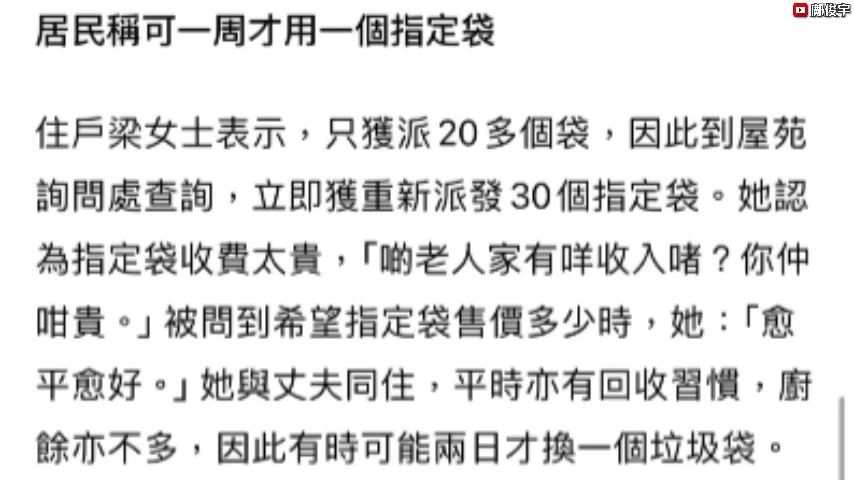 居民稱可一周才用一個指定袋
鄺俊宇
住戶梁女士表示，只獲派20多個袋，因此到屋苑
詢問處查詢，立即獲重新派發30個指定袋。她認
為指定袋收費太貴，「啲老人家有咩收入啫？你仲
咁貴。」被問到希望指定袋售價多少時，她：「愈
平愈好。」她與丈夫同住，平時亦有回收習慣，廚
餘亦不多，因此有時可能兩日才換一個垃圾袋。